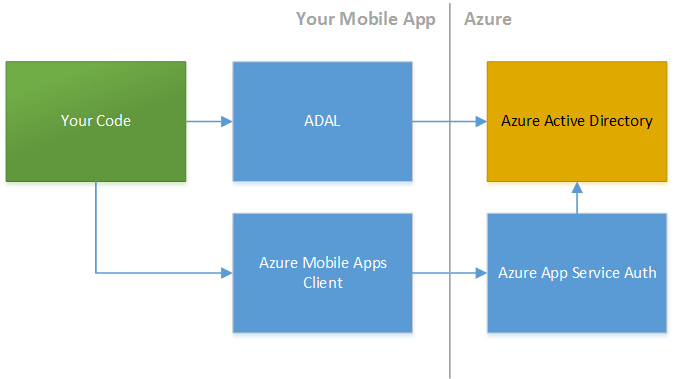 Your Mobile App
Azure
Your Code
ADAL
Azure Active Directory
Azure Mobile Apps
Client
Azure App Service Auth